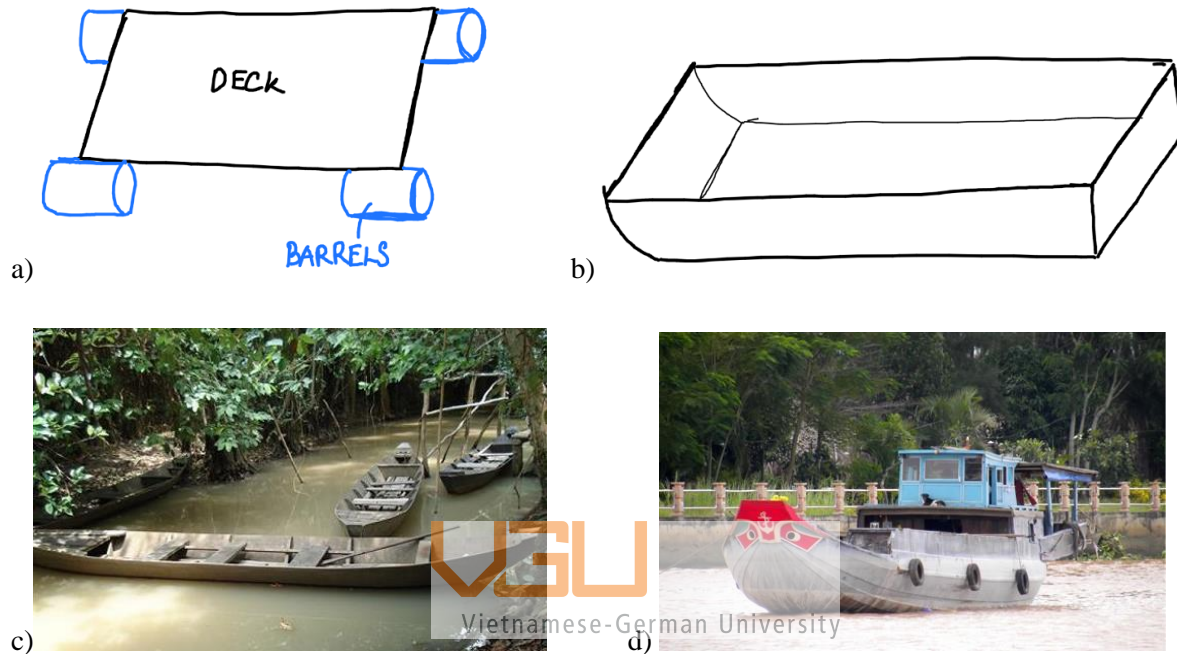 DECK
BARRELS
a)
b)
VGU
Vietnamese-German University
c)
d)